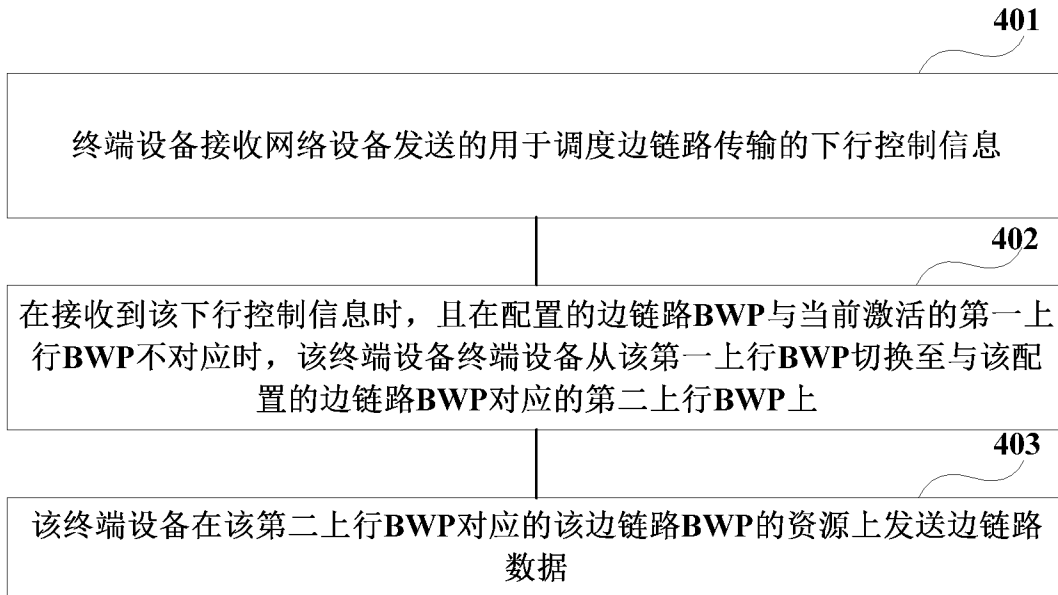 401
终端设备接收网络设备发送的用于调度边链路传输的下行控制信息
402
在接收到该下行控制信息时，且在配置的边链路BWP与当前激活的第一上
行BWP不对应时，该终端设备终端设备从该第一上行BWP切换至与该配
置的边链路BWP对应的第二上行BWP上
403
该终端设备在该第二上行BWP对应的该边链路BWP的资源上发送边链路
数据